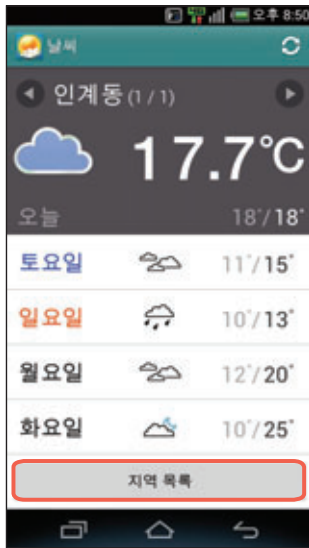 오후 8:50
날씨
인계동 (1 / 1)
17.7°C
오늘 18°/18°
토요일 11°/15°
일요일 10°/13°
월요일 12°/20°
화요일 10°/25°
지역 목록